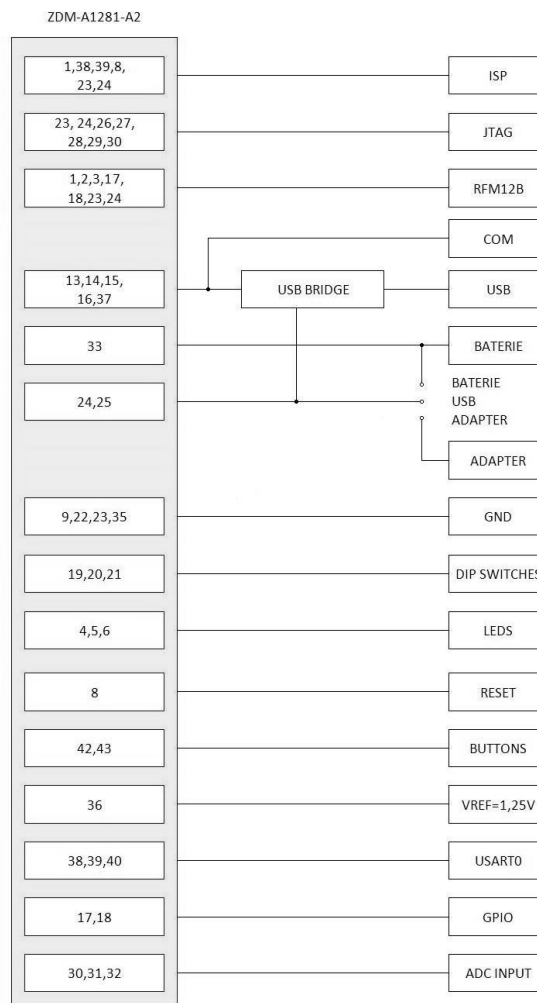 ZDM-A1281-A2
1,38,39,8,
23,24
ISP
23, 24,26,27,
28,29,30
JTAG
1,2,3,17,
18,23,24
RFM12B
COM
13,14,15,
16,37
USB BRIDGE
USB
33
BATERIE
24,25
BATERIE
USB
ADAPTER
ADAPTER
9,22,23,35
GND
19,20,21
DIP SWITCHES
4,5,6
LEDS
8
RESET
42,43
BUTTONS
36
VREF=1,25V
38,39,40
USART0
17,18
GPIO
30,31,32
ADC INPUT